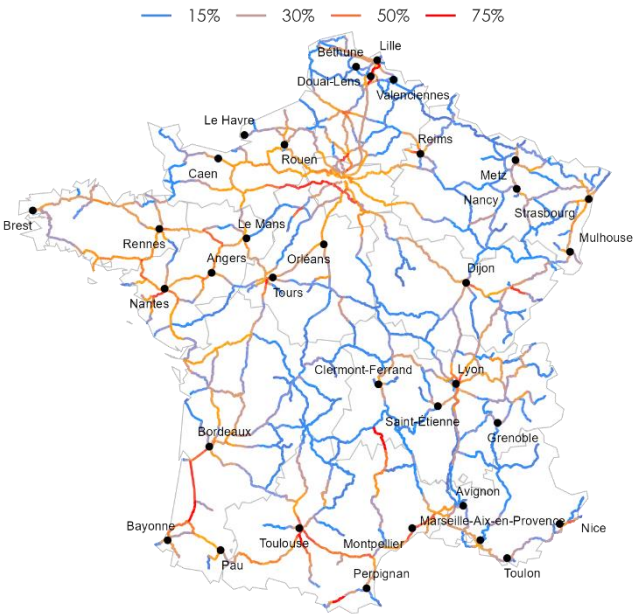 15% 30% 50% 75%
Lille
Béthune
Douai-Lens
Valenciennes
Le Havre
Rouen
Reims
Caen
Metz
Nancy
Strasbourg
Brest
Le Mans
Rennes
Mulhouse
Angers
Orléans
Dijon
Tours
Nantes
Clermont-Ferrand
Lyon
Saint-Étienne
Bordeaux
Grenoble
Avignon
Bayonne
Marseille-Aix-en-Provence
Nice
Toulouse
Montpellier
Pau
Toulon
Perpignan